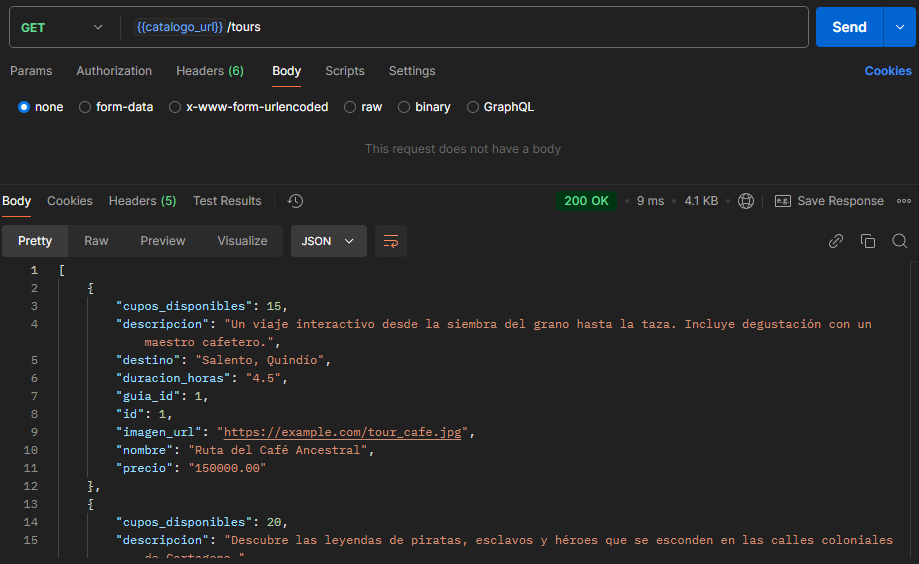 GET {{catalogo_url}} /tours Send
Params Authorization Headers (6) Body Scripts Settings Cookies
none form-data x-www-form-urlencoded raw binary GraphQL
This request does not have a body
Body Cookies Headers (5) Test Results 200 OK • 9 ms • 4.1 KB • e.g. Save Response
Pretty Raw Preview Visualize JSON
1 [
2 {
3 "cupos_disponibles": 15,
4 "descripcion": "Un viaje interactivo desde la siembra del grano hasta la taza. Incluye degustación con un
maestro cafetero.",
5 "destino": "Salento, Quindío",
6 "duracion_horas": "4.5",
7 "guia_id": 1,
8 "id": 1,
9 "imagen_url": "https://example.com/tour_cafe.jpg",
10 "nombre": "Ruta del Café Ancestral",
11 "precio": "150000.00"
12 },
13 {
14 "cupos_disponibles": 20,
15 "descripcion": "Descubre las leyendas de piratas, esclavos y héroes que se esconden en las calles coloniales
de Cartagena."